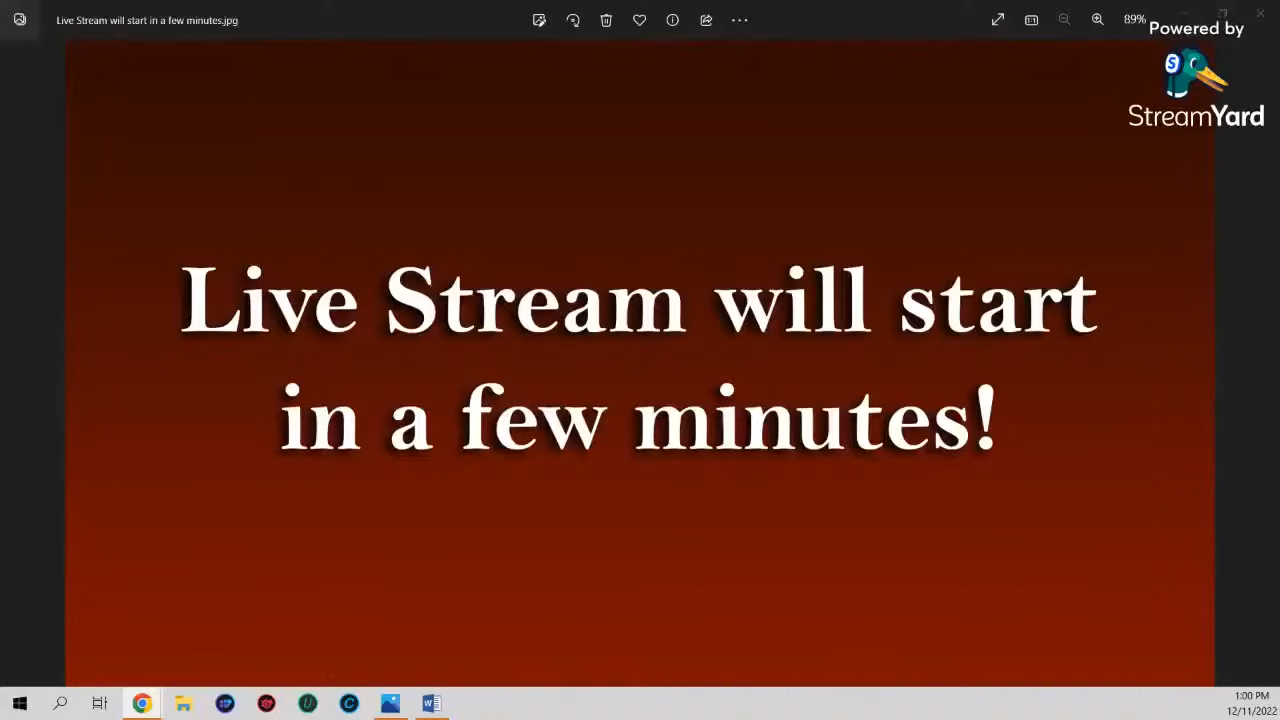 Live Stream will start in a few minutes.jpg
89%
Powered by
StreamYard
Live Stream will start
in a few minutes!
1:00 PM
12/11/2022